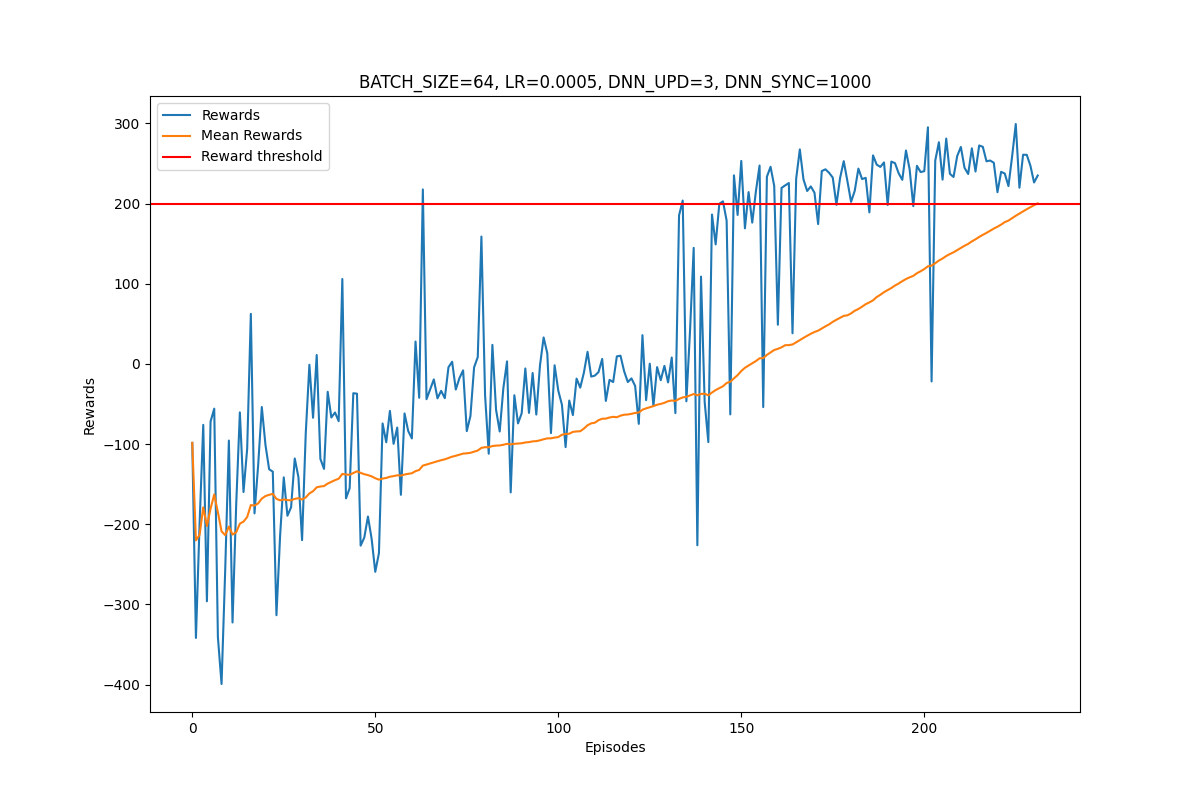 BATCH_SIZE=64, LR=0.0005, DNN_UPD=3, DNN_SYNC=1000
Rewards
Mean Rewards
Reward threshold
300
200
100
0
−100
−200
−300
−400
Rewards
0
50
100
150
200
Episodes